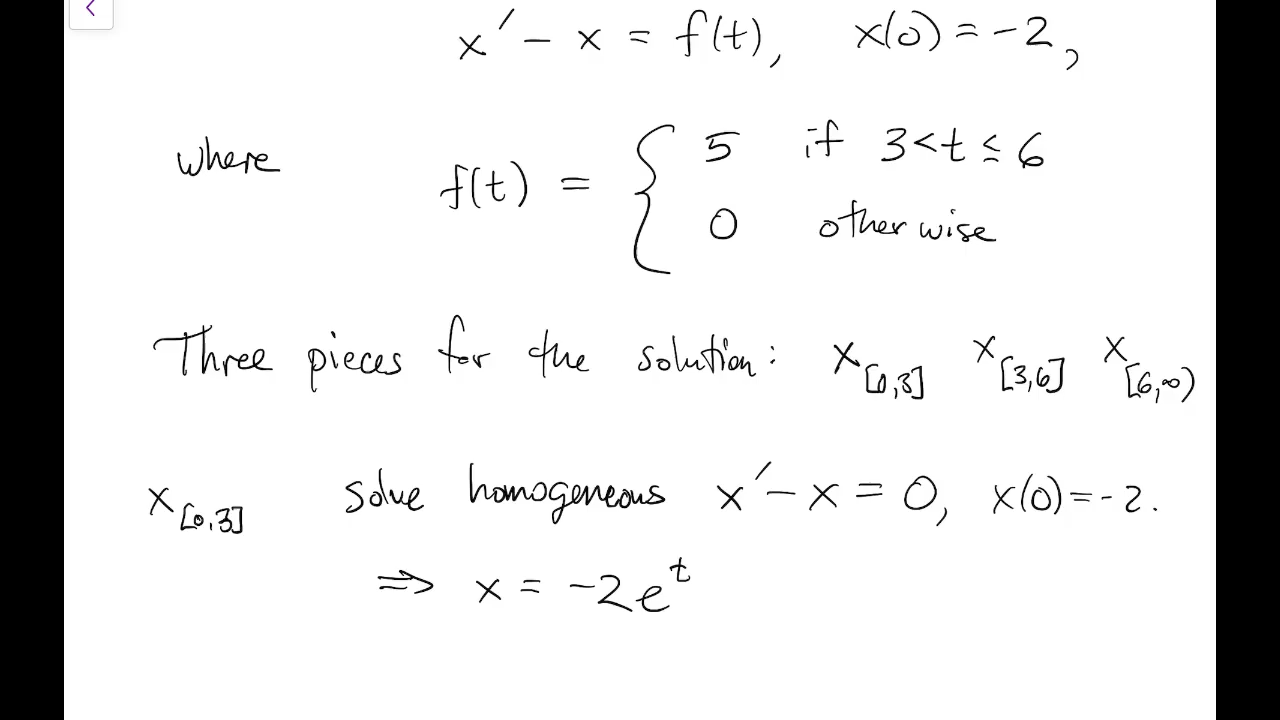 x′ − x = f(t), x(0) = −2,
where f(t) = { 5 if 3 < t ≤ 6
0 otherwise
Three pieces for the solution: x[0,3] x[3,6] x[6,∞)
x[0,3] solve homogeneous x′ − x = 0, x(0) = −2.
⇒ x = −2e^t